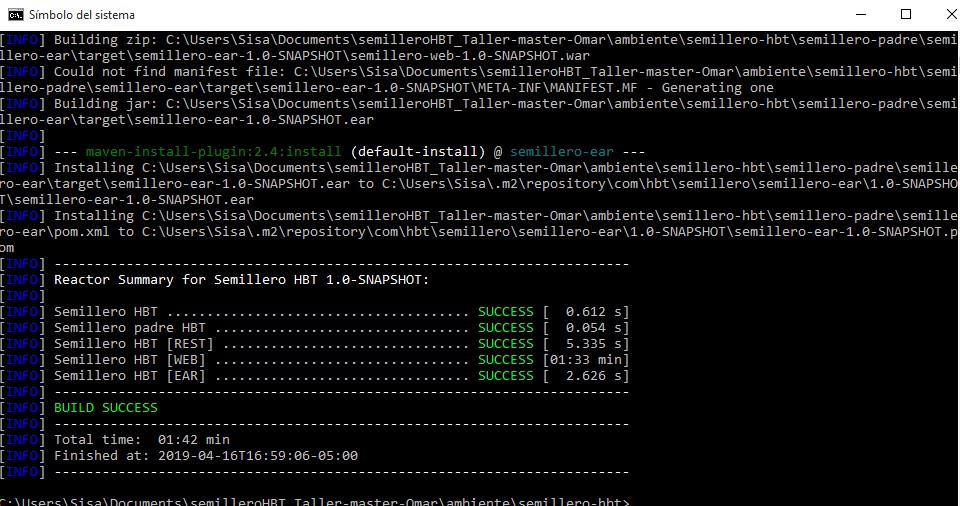 Símbolo del sistema
[INFO] Building zip: C:\Users\Sisa\Documents\semilleroHBT_Taller-master-Omar\ambiente\semillero-hbt\semillero-padre\semi
llero-ear\target\semillero-ear-1.0-SNAPSHOT\semillero-web-1.0-SNAPSHOT.war
[INFO] Could not find manifest file: C:\Users\Sisa\Documents\semilleroHBT_Taller-master-Omar\ambiente\semillero-hbt\semi
llero-padre\semillero-ear\target\semillero-ear-1.0-SNAPSHOT\META-INF\MANIFEST.MF - Generating one
[INFO] Building jar: C:\Users\Sisa\Documents\semilleroHBT_Taller-master-Omar\ambiente\semillero-hbt\semillero-padre\semi
llero-ear\target\semillero-ear-1.0-SNAPSHOT.ear
[INFO]
[INFO] --- maven-install-plugin:2.4:install (default-install) @ semillero-ear ---
[INFO] Installing C:\Users\Sisa\Documents\semilleroHBT_Taller-master-Omar\ambiente\semillero-hbt\semillero-padre\semille
ro-ear\target\semillero-ear-1.0-SNAPSHOT.ear to C:\Users\Sisa\.m2\repository\com\hbt\semillero\semillero-ear\1.0-SNAPSHO
T\semillero-ear-1.0-SNAPSHOT.ear
[INFO] Installing C:\Users\Sisa\Documents\semilleroHBT_Taller-master-Omar\ambiente\semillero-hbt\semillero-padre\semille
ro-ear\pom.xml to C:\Users\Sisa\.m2\repository\com\hbt\semillero\semillero-ear\1.0-SNAPSHOT\semillero-ear-1.0-SNAPSHOT.p
om
[INFO] ------------------------------------------------------------------------
[INFO] Reactor Summary for Semillero HBT 1.0-SNAPSHOT:
[INFO]
[INFO] Semillero HBT ...................................... SUCCESS [  0.612 s]
[INFO] Semillero padre HBT ................................ SUCCESS [  0.054 s]
[INFO] Semillero HBT [REST] ............................... SUCCESS [  5.335 s]
[INFO] Semillero HBT [WEB] ................................ SUCCESS [01:33 min]
[INFO] Semillero HBT [EAR] ................................ SUCCESS [  2.626 s]
[INFO] ------------------------------------------------------------------------
[INFO] BUILD SUCCESS
[INFO] ------------------------------------------------------------------------
[INFO] Total time:  01:42 min
[INFO] Finished at: 2019-04-16T16:59:06-05:00
[INFO] ------------------------------------------------------------------------
C:\Users\Sisa\Documents\semilleroHBT_Taller-master-Omar\ambiente\semillero-hbt>